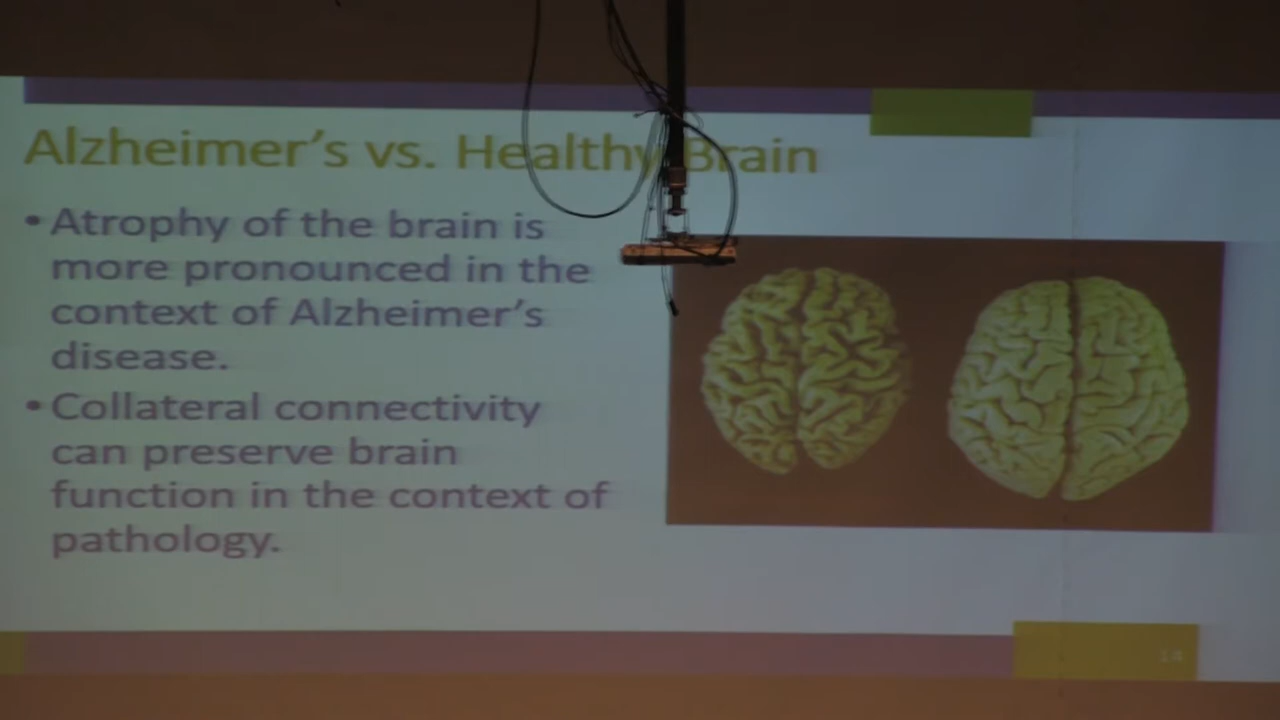 Alzheimer's vs. Healthy Brain
• Atrophy of the brain is
more pronounced in the
context of Alzheimer's
disease.
• Collateral connectivity
can preserve brain
function in the context of
pathology.
14